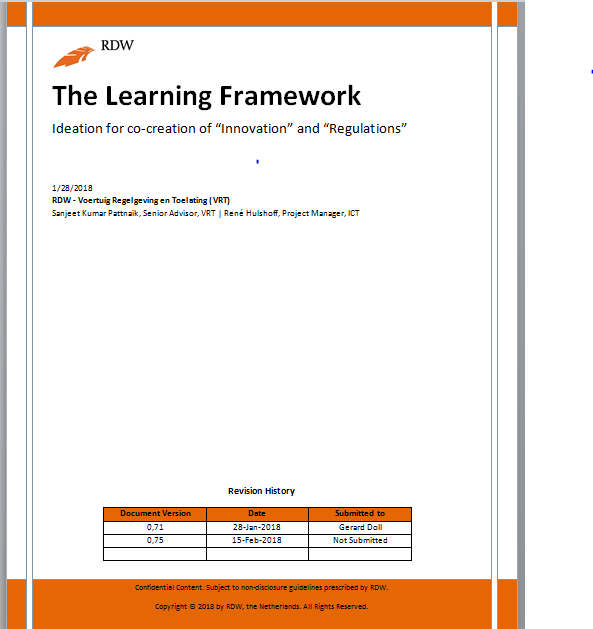 RDW
The Learning Framework
Ideation for co-creation of “Innovation” and “Regulations”
1/28/2018
RDW - Voertuig Regelgeving en Toelating (VRT)
Sanjeet Kumar Pattnaik, Senior Advisor, VRT | René Hulshoff, Project Manager, ICT
Revision History
Document Version Date Submitted to
0,71 28-Jan-2018 Gerard Doll
0,75 15-Feb-2018 Not Submitted
Confidential Content. Subject to non-disclosure guidelines prescribed by RDW.
Copyright © 2018 by RDW, the Netherlands. All Rights Reserved.